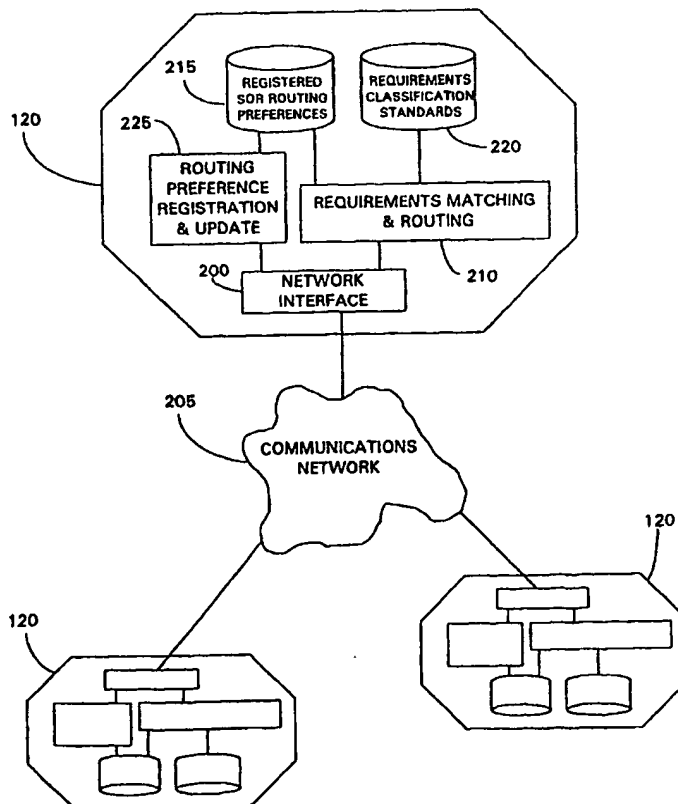 215
REGISTERED
SOR ROUTING
PREFERENCES
REQUIREMENTS
CLASSIFICATION
STANDARDS
120
225
220
ROUTING
PREFERENCE
REGISTRATION
& UPDATE
REQUIREMENTS MATCHING
& ROUTING
200
NETWORK
INTERFACE
210
205
COMMUNICATIONS
NETWORK
120
120